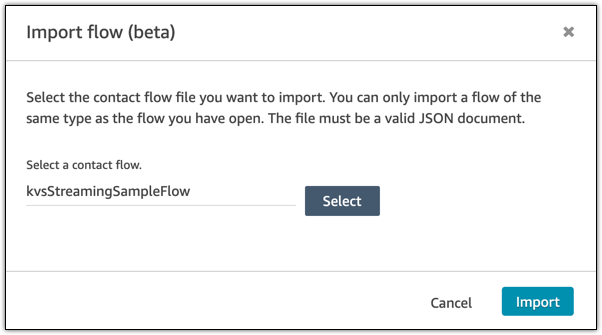 Import flow (beta)
Select the contact flow file you want to import. You can only import a flow of the
same type as the flow you have open. The file must be a valid JSON document.
Select a contact flow.
kvsStreamingSampleFlow
Select
Cancel
Import